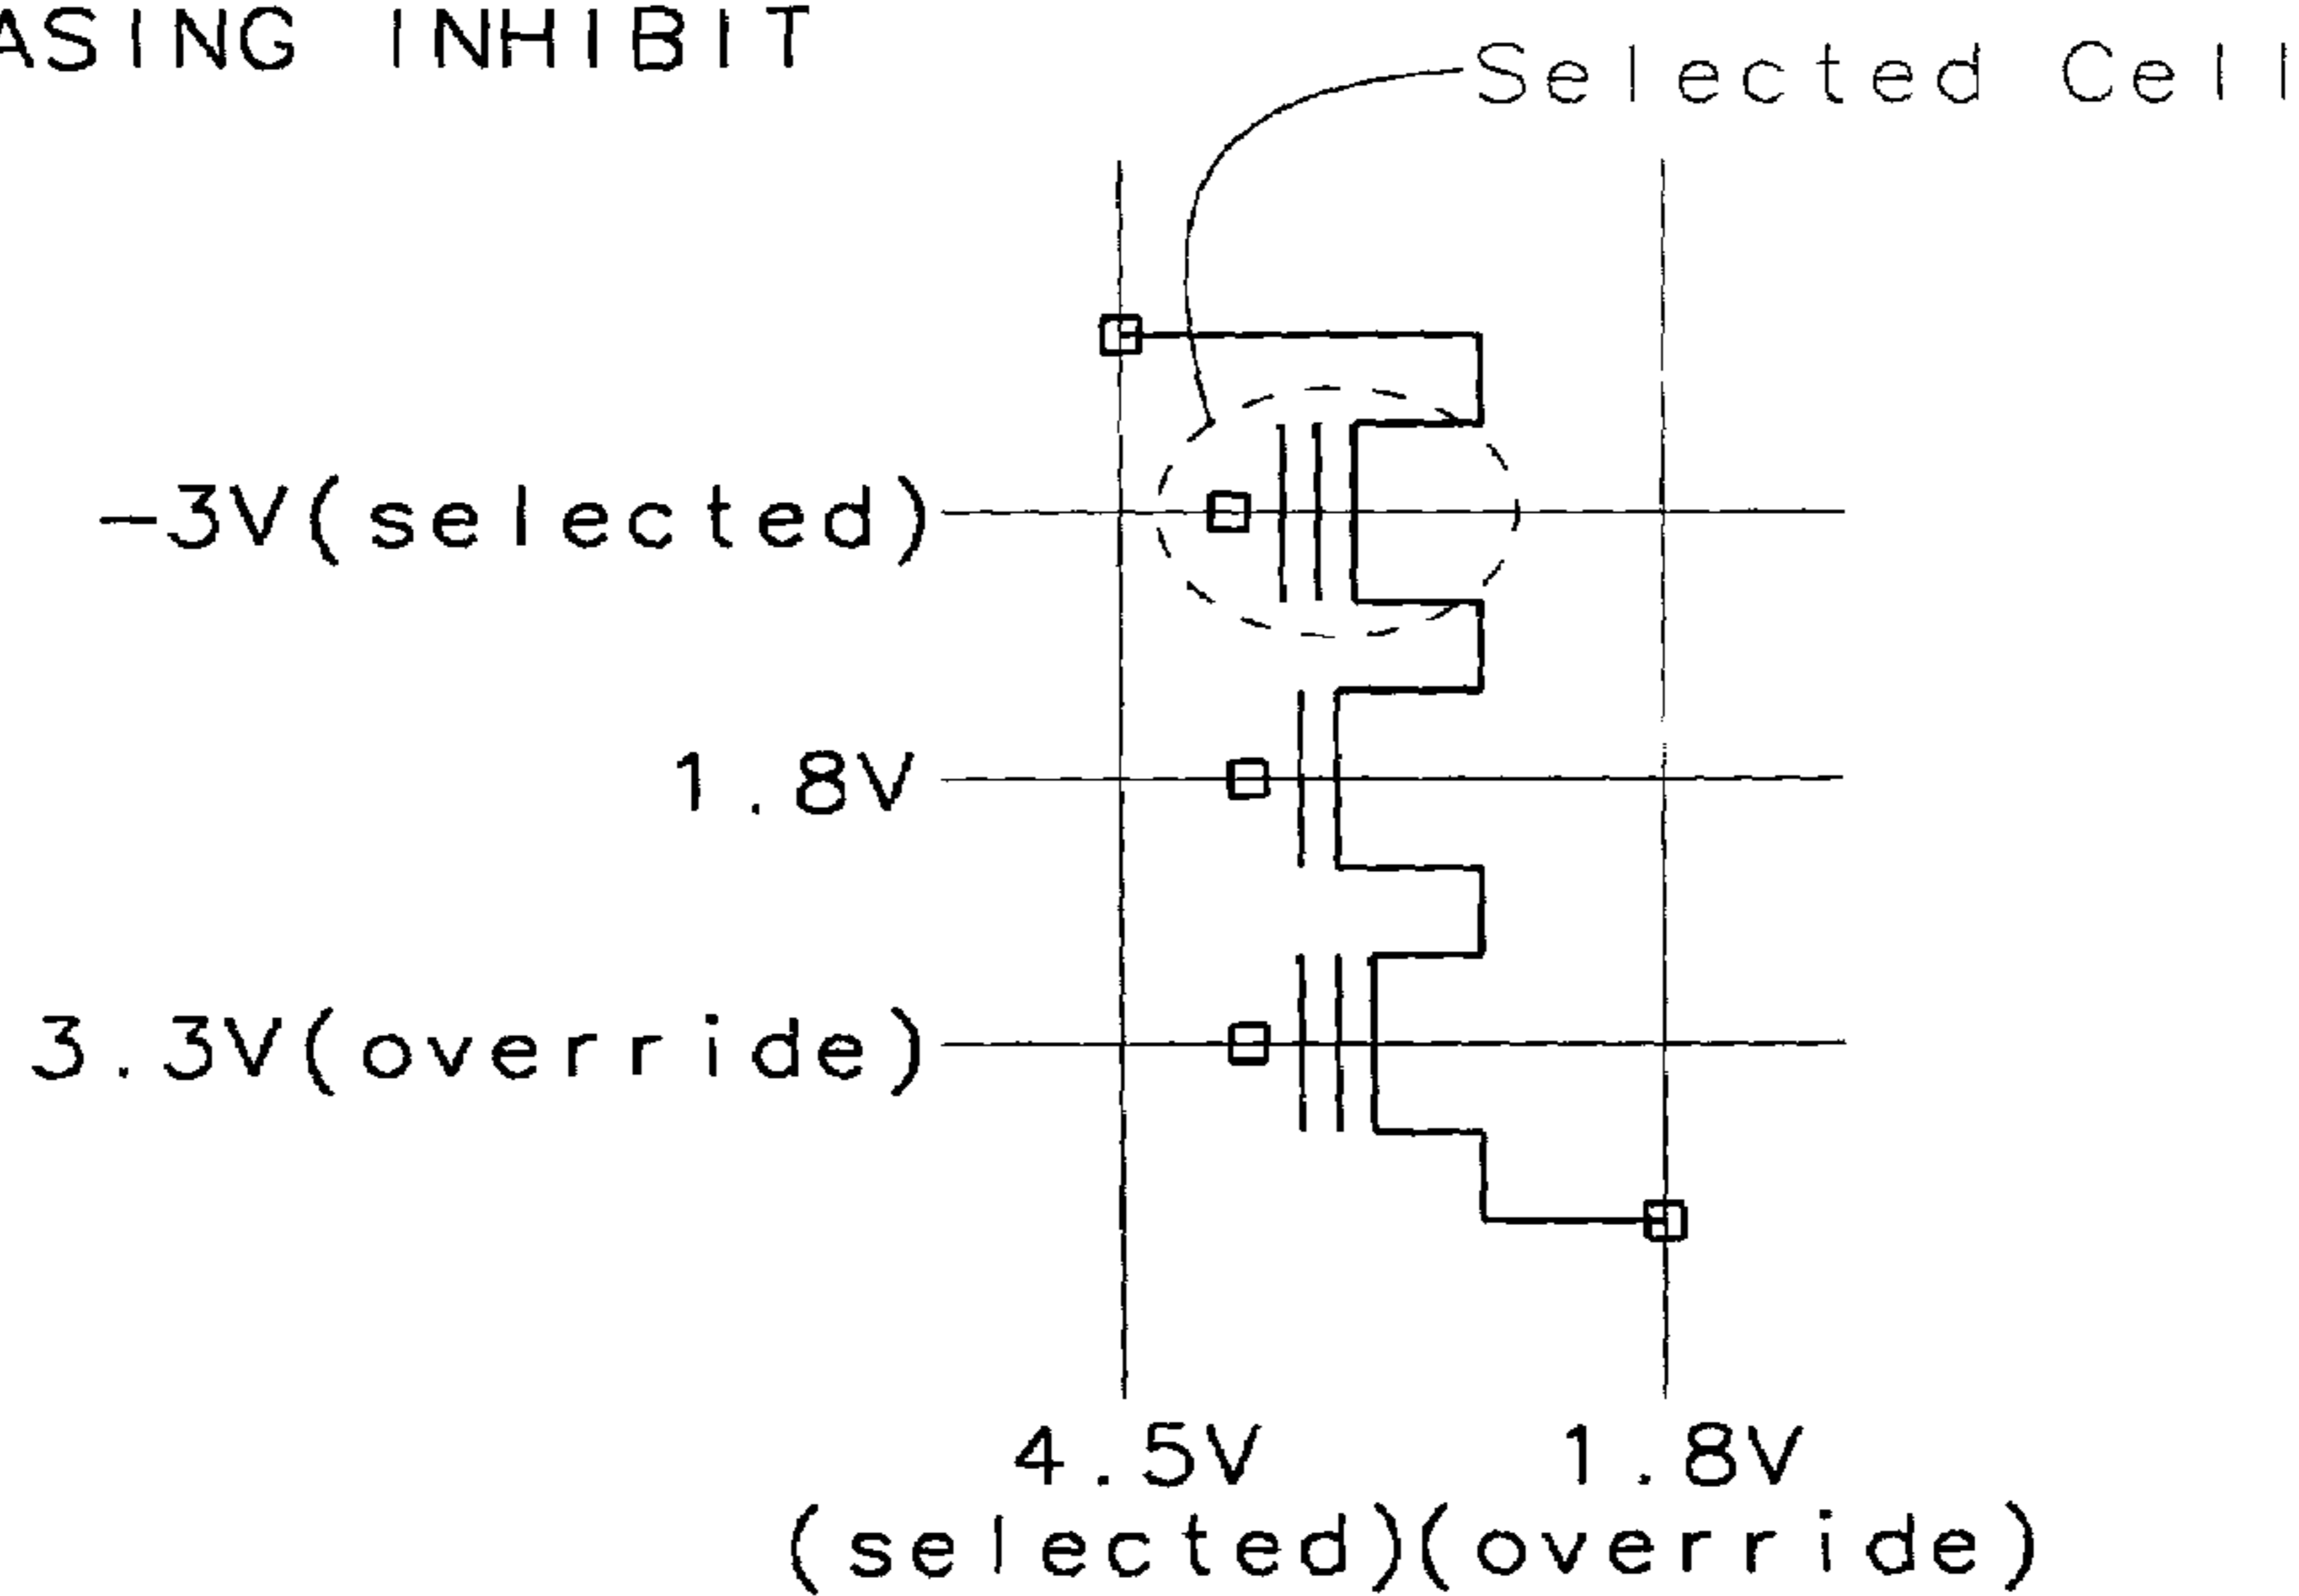 ASING INHIBIT
Selected Cell
-3V(selected)
1.8V
3.3V(override)
4.5V 1.8V
(selected)(override)